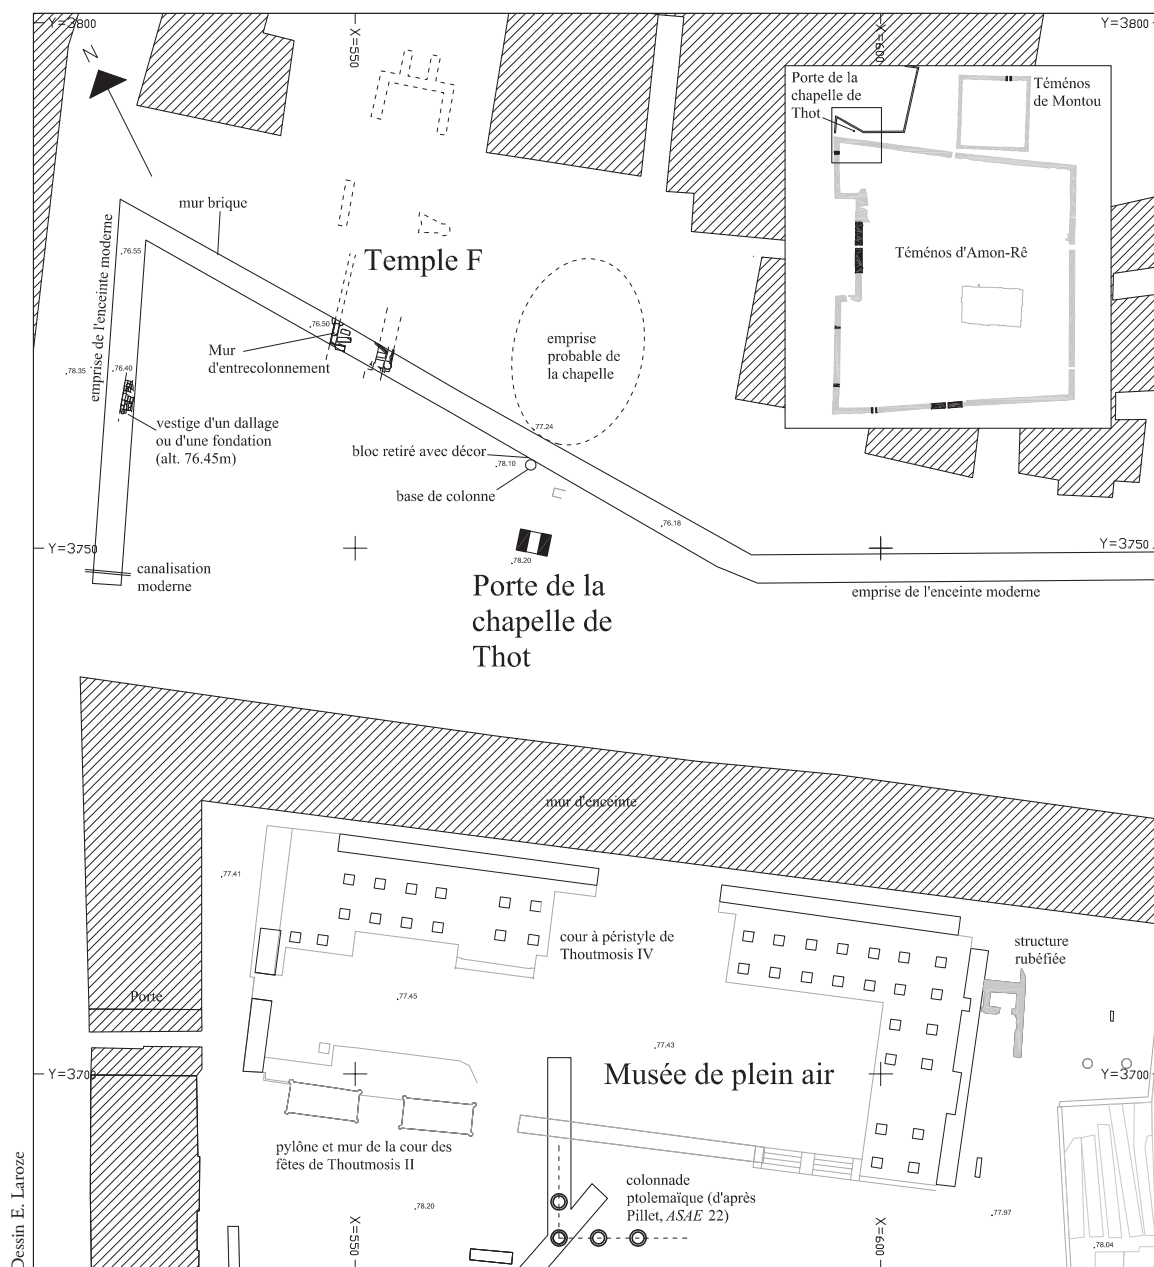 Y=3800
X=550
X=600
Y=3800
N
Porte de la
chapelle de
Thot
Téménos
de Montou
Téménos d'Amon-Rê
mur brique
emprise de l'enceinte moderne
76.55
Temple F
76.50
Mur
d'entrecolonnement
emprise
probable de
la chapelle
78.35
76.40
vestige d'un dallage
ou d'une fondation
(alt. 76.45m)
77.24
bloc retiré avec décor
78.10
base de colonne
76.18
Y=3750
Y=3750
78.20
canalisation
moderne
Porte de la
chapelle de
Thot
emprise de l'enceinte moderne
mur d'enceinte
77.41
cour à péristyle de
Thoutmosis IV
structure
rubéfiée
Porte
77.45
77.43
Musée de plein air
Y=3700
Y=3700
pylône et mur de la cour des
fêtes de Thoutmosis II
colonnade
ptolemaïque (d'après
Pillet, ASAE 22)
78.20
77.97
78.04
X=550
X=600
Dessin E. Laroze